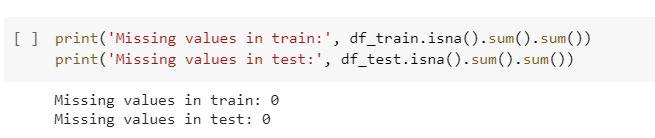 [ ] print('Missing values in train:', df_train.isna().sum().sum())
print('Missing values in test:', df_test.isna().sum().sum())
Missing values in train: 0
Missing values in test: 0